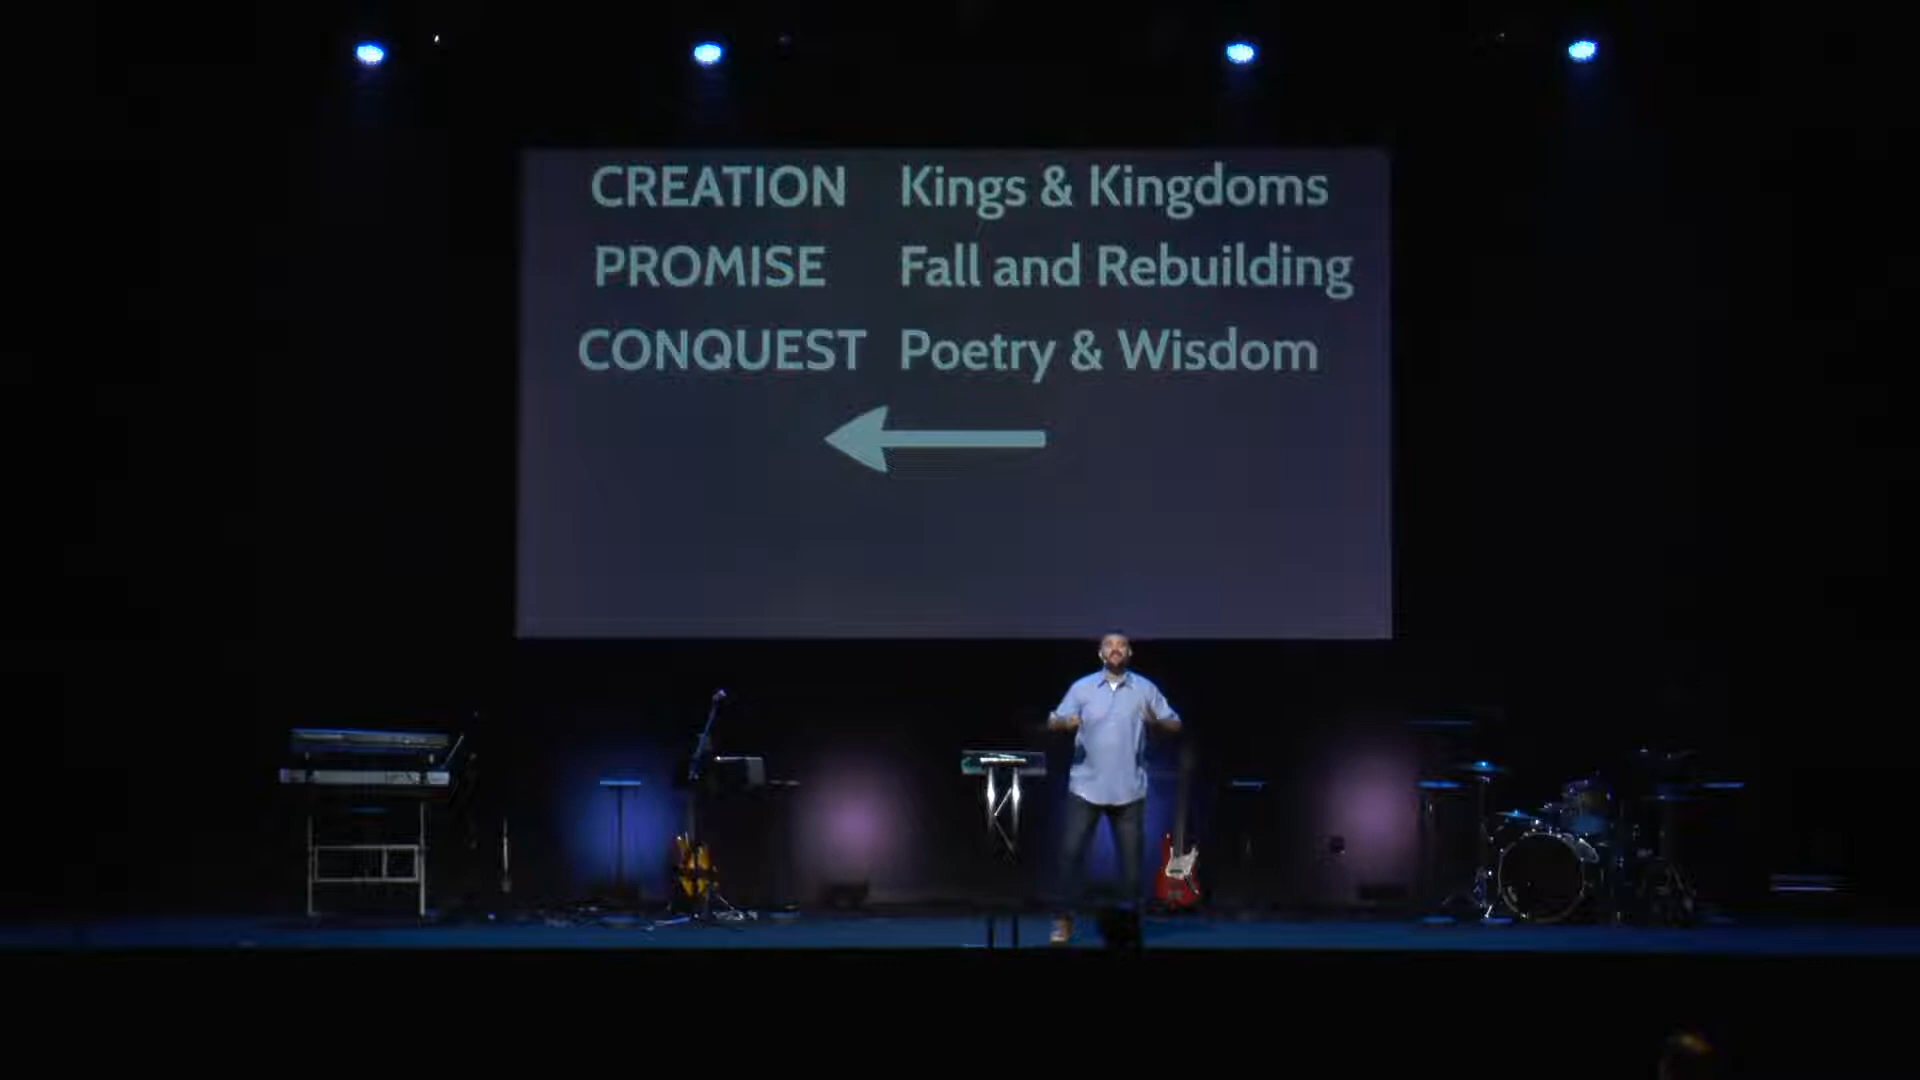 CREATION Kings & Kingdoms
PROMISE Fall and Rebuilding
CONQUEST Poetry & Wisdom